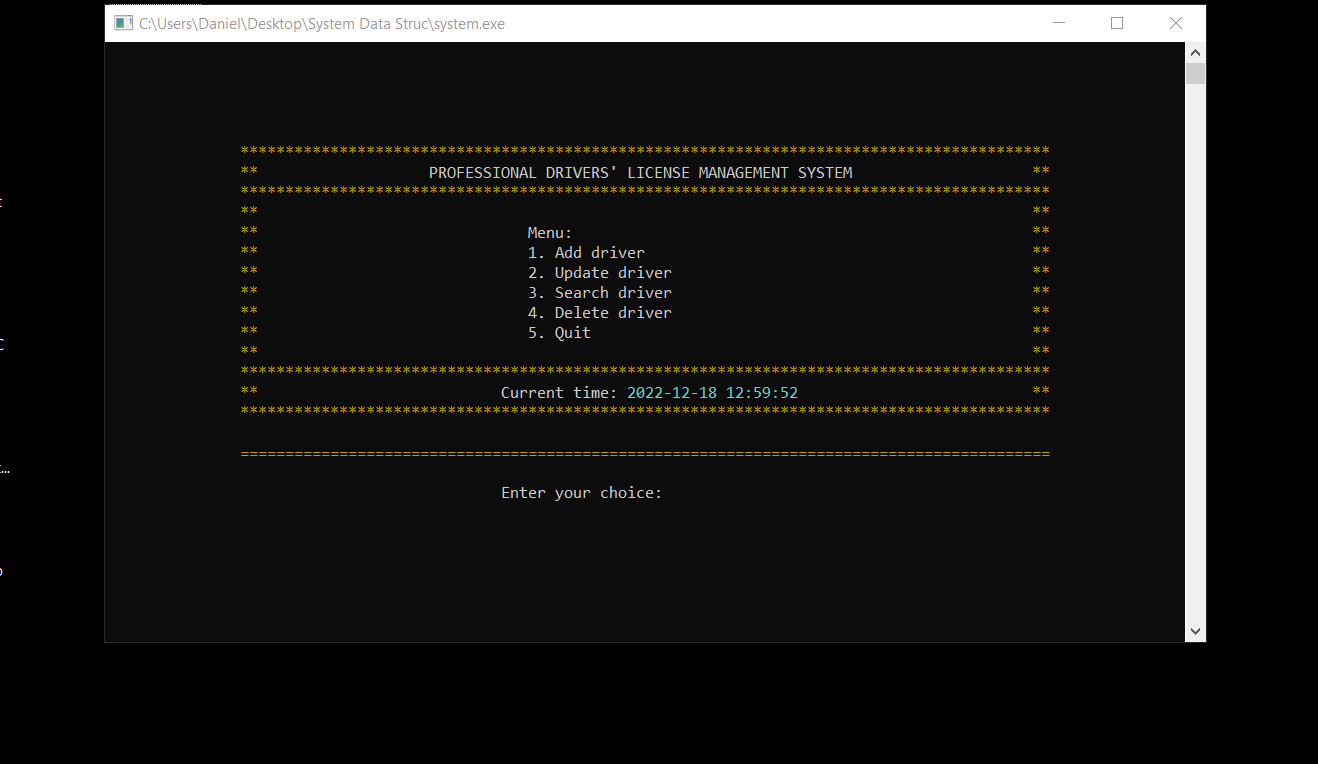 C:\Users\Daniel\Desktop\System Data Struc\system.exe
******************************************************************************************
** PROFESSIONAL DRIVERS' LICENSE MANAGEMENT SYSTEM **
******************************************************************************************
** **
** Menu: **
** 1. Add driver **
** 2. Update driver **
** 3. Search driver **
** 4. Delete driver **
** 5. Quit **
** **
******************************************************************************************
** Current time: 2022-12-18 12:59:52 **
******************************************************************************************
==========================================================================================
Enter your choice: